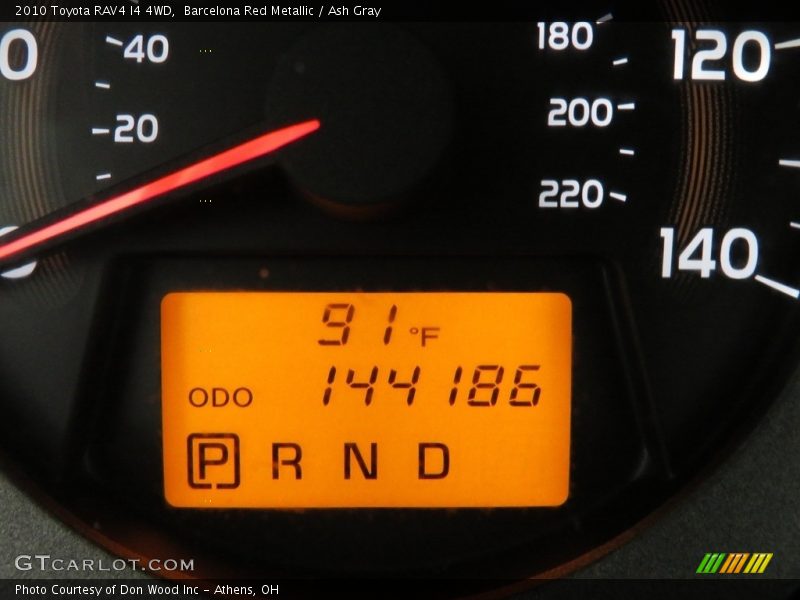 2010 Toyota RAV4 I4 4WD,  Barcelona Red Metallic / Ash Gray
0
40
20
180
200
220
120
140
91 °F
ODO 144186
P R N D
GTCARLOT.COM
Photo Courtesy of Don Wood Inc - Athens, OH